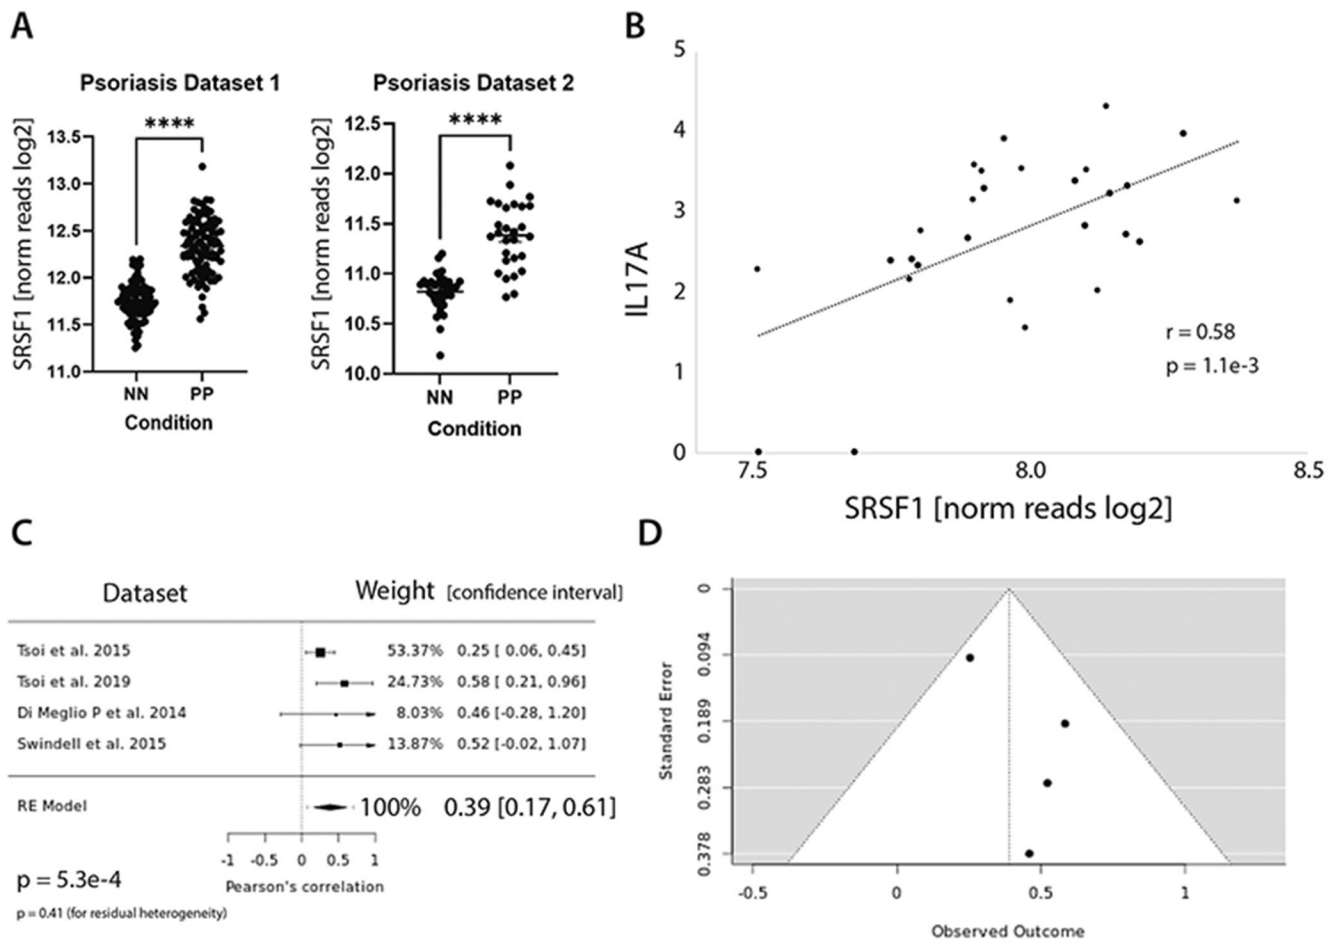 A
Psoriasis Dataset 1
****
SRSF1 [norm reads log2]
13.5
13.0
12.5
12.0
11.5
11.0
NN PP
Condition
Psoriasis Dataset 2
****
SRSF1 [norm reads log2]
12.5
12.0
11.5
11.0
10.5
10.0
NN PP
Condition
B
IL17A
5
4
3
2
1
0
r = 0.58
p = 1.1e-3
7.5 8.0 8.5
SRSF1 [norm reads log2]
C
Dataset Weight [confidence interval]
Tsoi et al. 2015 53.37% 0.25 [ 0.06, 0.45]
Tsoi et al. 2019 24.73% 0.58 [ 0.21, 0.96]
Di Meglio P et al. 2014 8.03% 0.46 [-0.28, 1.20]
Swindell et al. 2015 13.87% 0.52 [-0.02, 1.07]
RE Model 100% 0.39 [0.17, 0.61]
-1 -0.5 0 0.5 1
Pearson's correlation
p = 5.3e-4
p = 0.41 (for residual heterogeneity)
D
Standard Error
0
0.094
0.189
0.283
0.378
-0.5 0 0.5 1
Observed Outcome